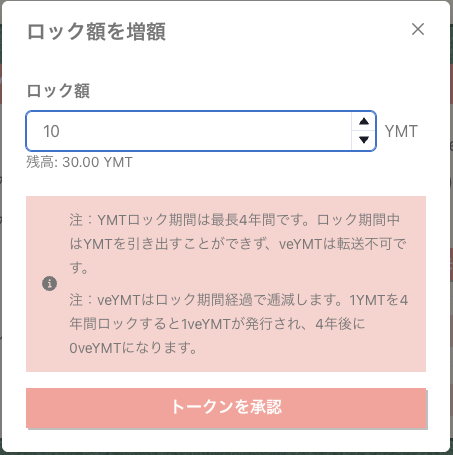 ロック額を増額
ロック額
10
YMT
残高: 30.00 YMT
注：YMTロック期間は最長4年間です。ロック期間中
はYMTを引き出すことができず、veYMTは転送不可で
す。
注：veYMTはロック期間経過で逓減します。1YMTを4
年間ロックすると1veYMTが発行され、4年後に
0veYMTになります。
トークンを承認